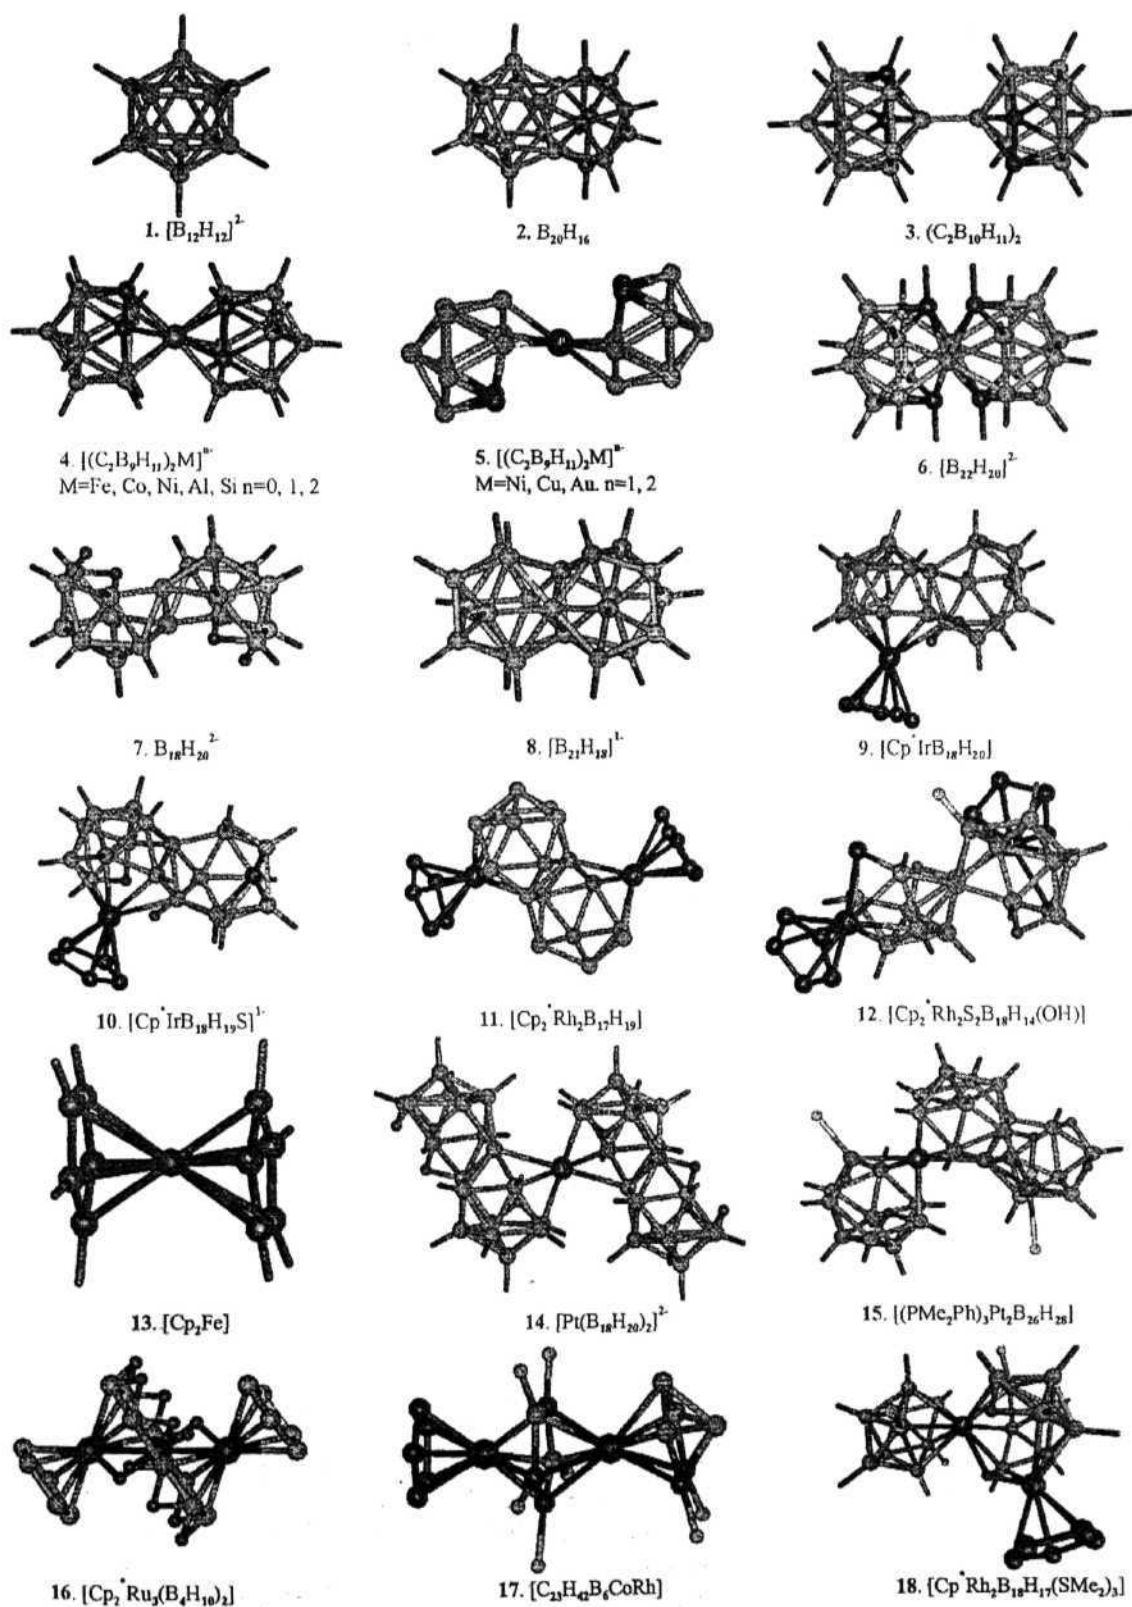 1. [B₁₂H₁₂]²⁻
2. B₂₀H₁₆
3. (C₂B₁₀H₁₁)₂
4. [(C₂B₉H₁₁)₂M]ⁿ⁻
M=Fe, Co, Ni, Al, Si n=0, 1, 2
5. [(C₂B₉H₁₁)₂M]ⁿ⁻
M=Ni, Cu, Au. n=1, 2
6. [B₂₂H₂₀]²⁻
7. B₁₈H₂₀²⁻
8. [B₂₁H₁₈]¹⁻
9. [Cp*IrB₁₈H₂₀]
10. [Cp*IrB₁₈H₁₉S]¹⁻
11. [Cp₂*Rh₂B₁₇H₁₉]
12. [Cp₂*Rh₂S₂B₁₈H₁₄(OH)]
13. [Cp₂Fe]
14. [Pt(B₁₈H₂₀)₂]²⁻
15. [(PMe₂Ph)₃Pt₂B₂₆H₂₈]
16. [Cp₂*Ru₃(B₄H₁₀)₂]
17. [C₂₃H₄₂B₆CoRh]
18. [Cp*Rh₂B₁₈H₁₇(SMe₂)₃]